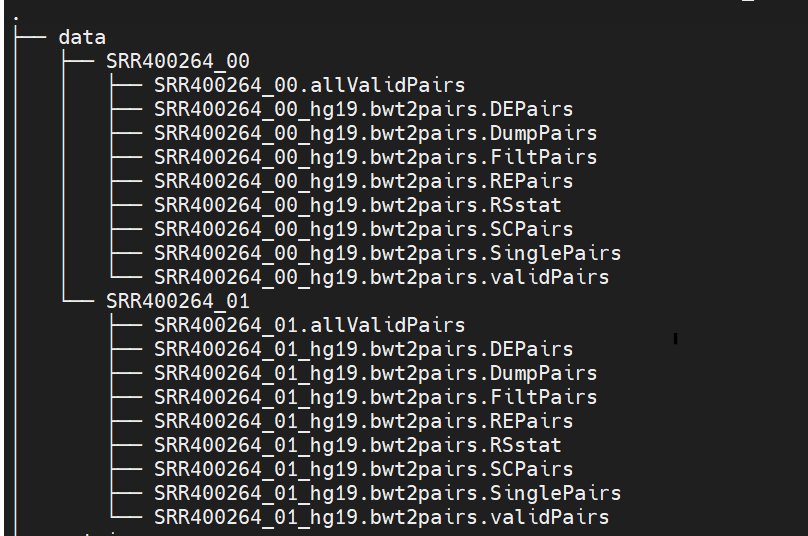 .
├── data
│   ├── SRR400264_00
│   │   ├── SRR400264_00.allValidPairs
│   │   ├── SRR400264_00_hg19.bwt2pairs.DEPairs
│   │   ├── SRR400264_00_hg19.bwt2pairs.DumpPairs
│   │   ├── SRR400264_00_hg19.bwt2pairs.FiltPairs
│   │   ├── SRR400264_00_hg19.bwt2pairs.REPairs
│   │   ├── SRR400264_00_hg19.bwt2pairs.RSstat
│   │   ├── SRR400264_00_hg19.bwt2pairs.SCPairs
│   │   ├── SRR400264_00_hg19.bwt2pairs.SinglePairs
│   │   └── SRR400264_00_hg19.bwt2pairs.validPairs
│   └── SRR400264_01
│       ├── SRR400264_01.allValidPairs
│       ├── SRR400264_01_hg19.bwt2pairs.DEPairs
│       ├── SRR400264_01_hg19.bwt2pairs.DumpPairs
│       ├── SRR400264_01_hg19.bwt2pairs.FiltPairs
│       ├── SRR400264_01_hg19.bwt2pairs.REPairs
│       ├── SRR400264_01_hg19.bwt2pairs.RSstat
│       ├── SRR400264_01_hg19.bwt2pairs.SCPairs
│       ├── SRR400264_01_hg19.bwt2pairs.SinglePairs
│       └── SRR400264_01_hg19.bwt2pairs.validPairs